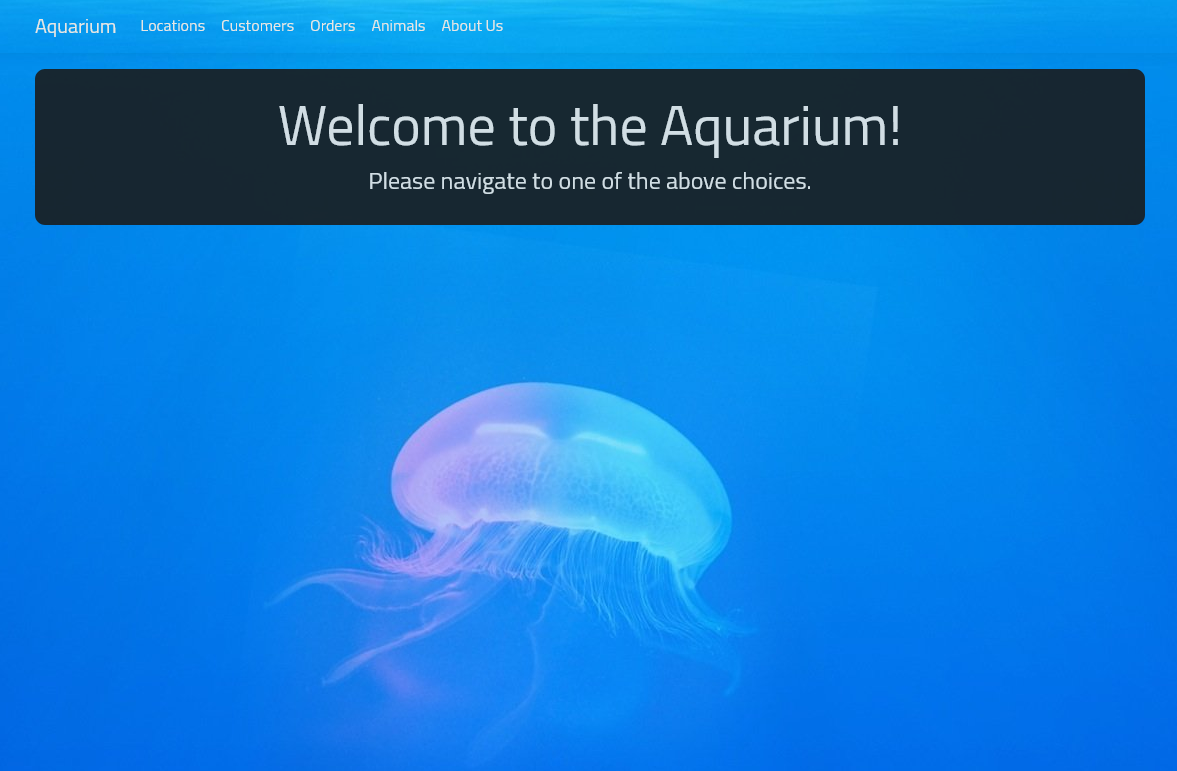 Aquarium Locations Customers Orders Animals About Us
Welcome to the Aquarium!
Please navigate to one of the above choices.